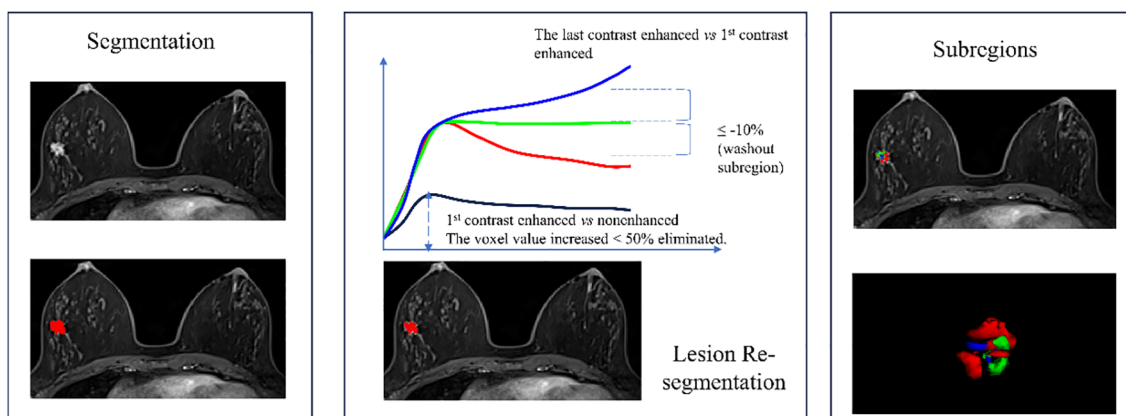 Segmentation
The last contrast enhanced vs 1st contrast
enhanced
≤ -10%
(washout
subregion)
1st contrast enhanced vs nonenhanced
The voxel value increased < 50% eliminated.
Lesion Re-
segmentation
Subregions